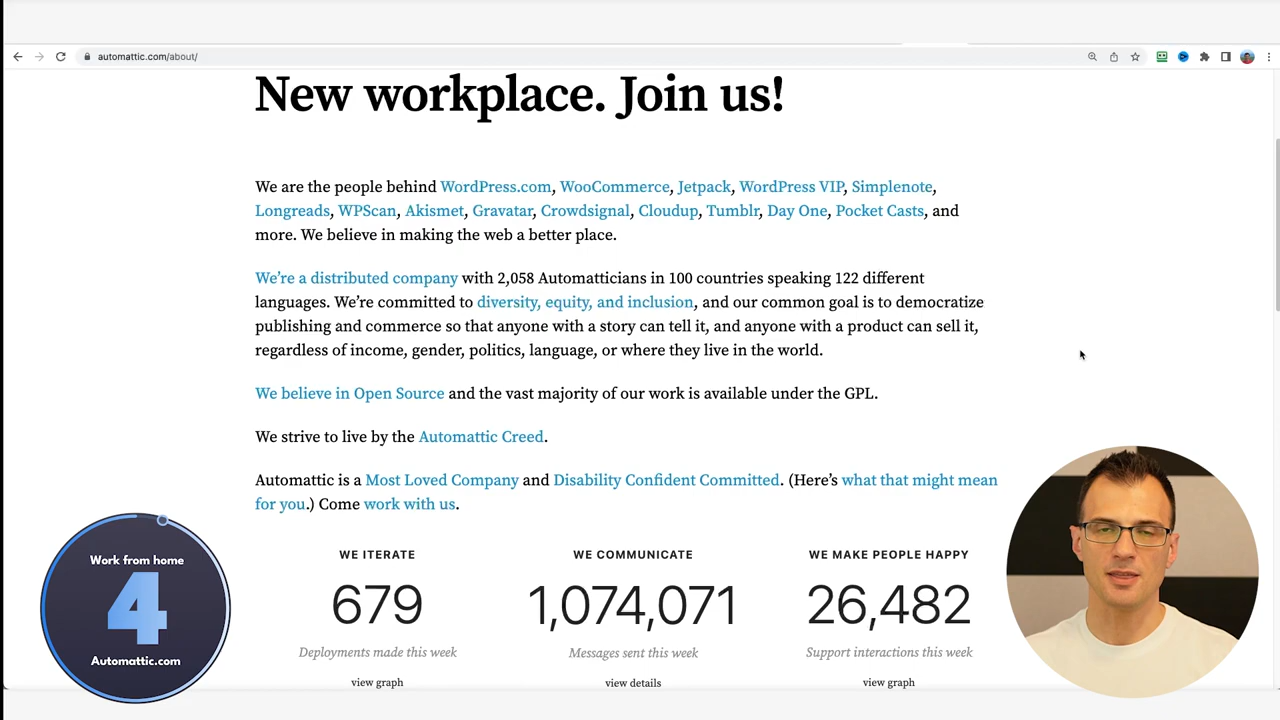 automattic.com/about/
New workplace. Join us!
We are the people behind WordPress.com, WooCommerce, Jetpack, WordPress VIP, Simplenote,
Longreads, WPScan, Akismet, Gravatar, Crowdsignal, Cloudup, Tumblr, Day One, Pocket Casts, and
more. We believe in making the web a better place.
We’re a distributed company with 2,058 Automatticians in 100 countries speaking 122 different
languages. We’re committed to diversity, equity, and inclusion, and our common goal is to democratize
publishing and commerce so that anyone with a story can tell it, and anyone with a product can sell it,
regardless of income, gender, politics, language, or where they live in the world.
We believe in Open Source and the vast majority of our work is available under the GPL.
We strive to live by the Automattic Creed.
Automattic is a Most Loved Company and Disability Confident Committed. (Here’s what that might mean
for you.) Come work with us.
WE ITERATE
679
Deployments made this week
view graph
WE COMMUNICATE
1,074,071
Messages sent this week
view details
WE MAKE PEOPLE HAPPY
26,482
Support interactions this week
view graph
Work from home
4
Automattic.com